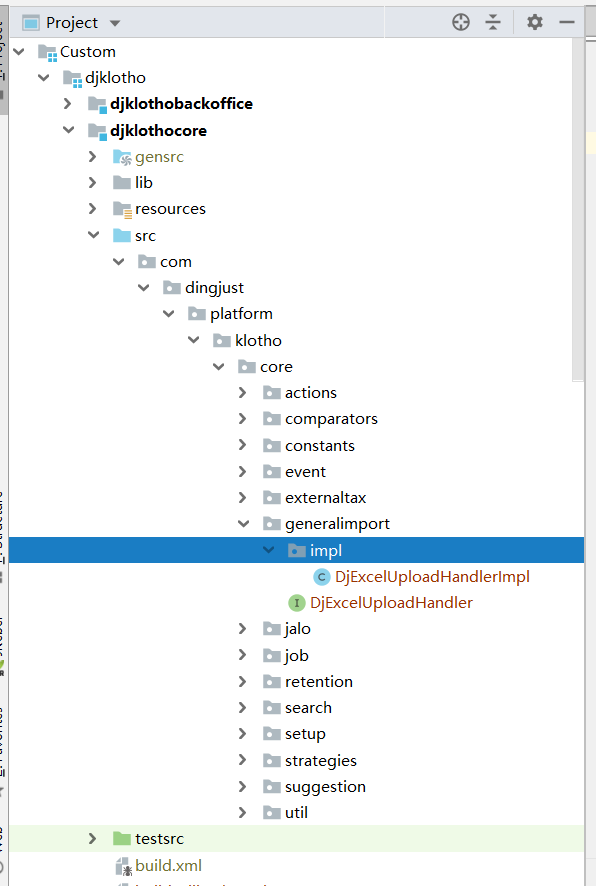 Project
Custom
djklotho
djklothobackoffice
djklothocore
gensrc
lib
resources
src
com
dingjust
platform
klotho
core
actions
comparators
constants
event
externaltax
generalimport
impl
DjExcelUploadHandlerImpl
DjExcelUploadHandler
jalo
job
retention
search
setup
strategies
suggestion
util
testsrc
build.xml